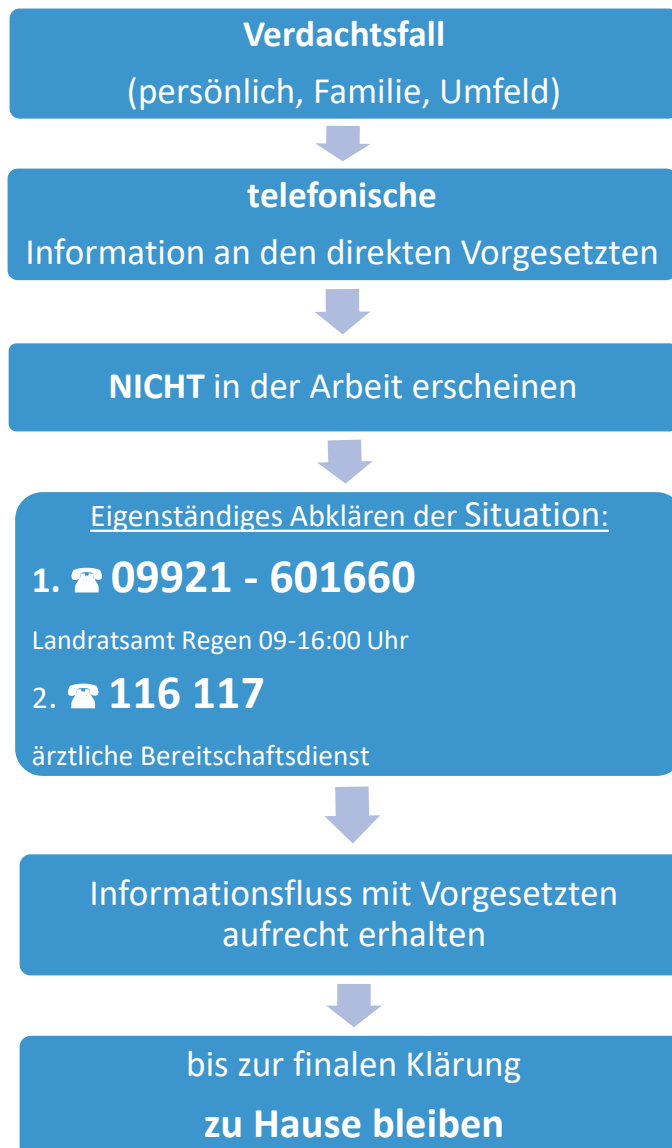 Verdachtsfall
(persönlich, Familie, Umfeld)
telefonische
Information an den direkten Vorgesetzten
NICHT in der Arbeit erscheinen
Eigenständiges Abklären der Situation:
1. ☎ 09921 - 601660
Landratsamt Regen 09-16:00 Uhr
2. ☎ 116 117
ärztliche Bereitschaftsdienst
Informationsfluss mit Vorgesetzten
aufrecht erhalten
bis zur finalen Klärung
zu Hause bleiben